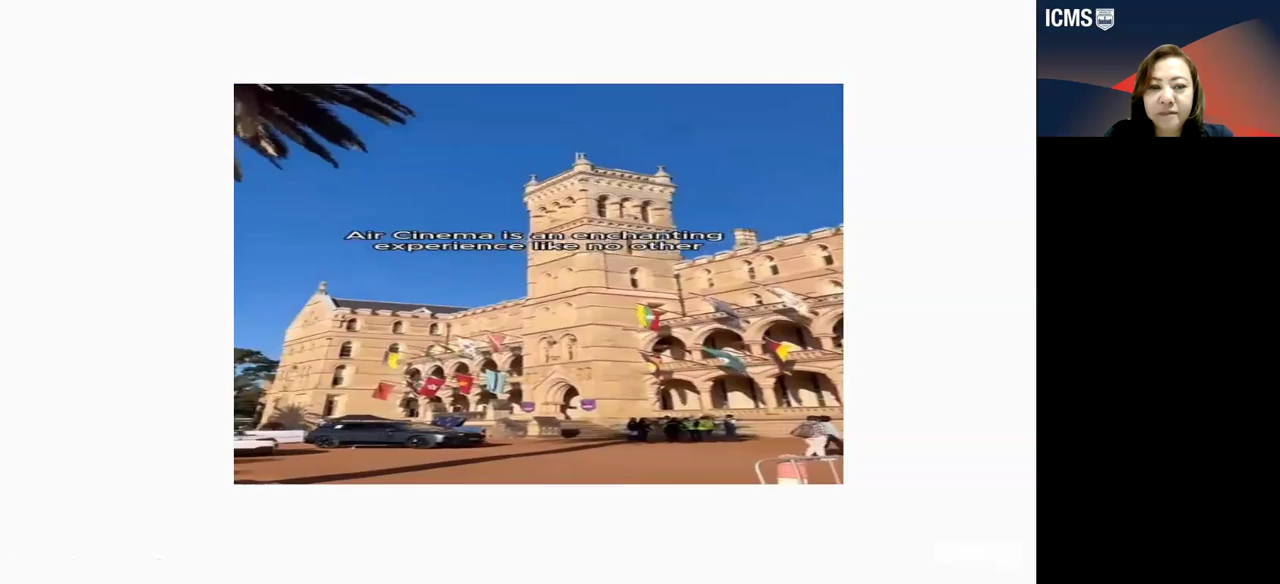 ICMS
Air Cinema is an enchanting
experience like no other